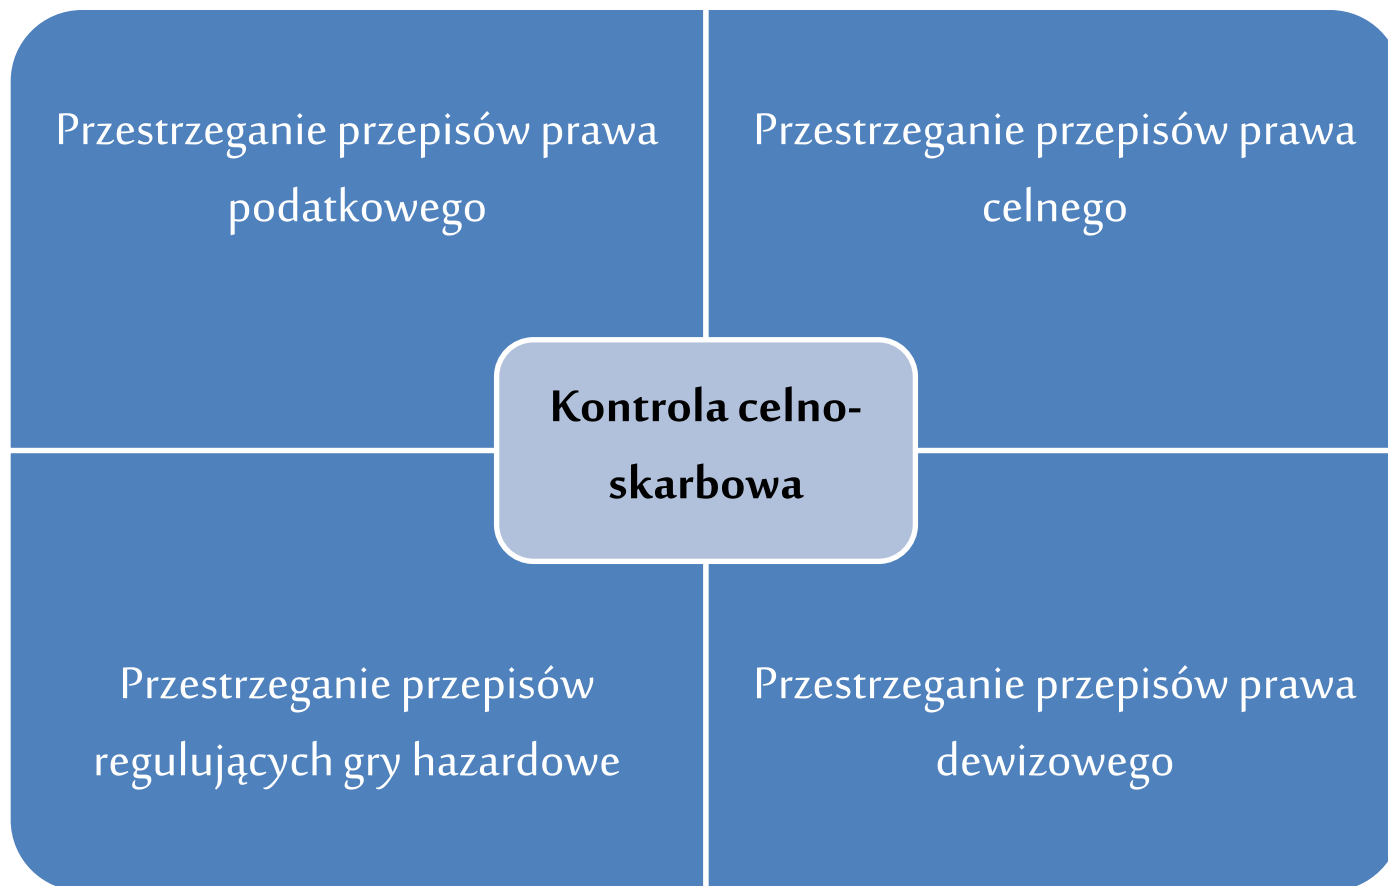 Przestrzeganie przepisów prawa
podatkowego
Przestrzeganie przepisów prawa
celnego
Kontrola celno-
skarbowa
Przestrzeganie przepisów
regulujących gry hazardowe
Przestrzeganie przepisów prawa
dewizowego